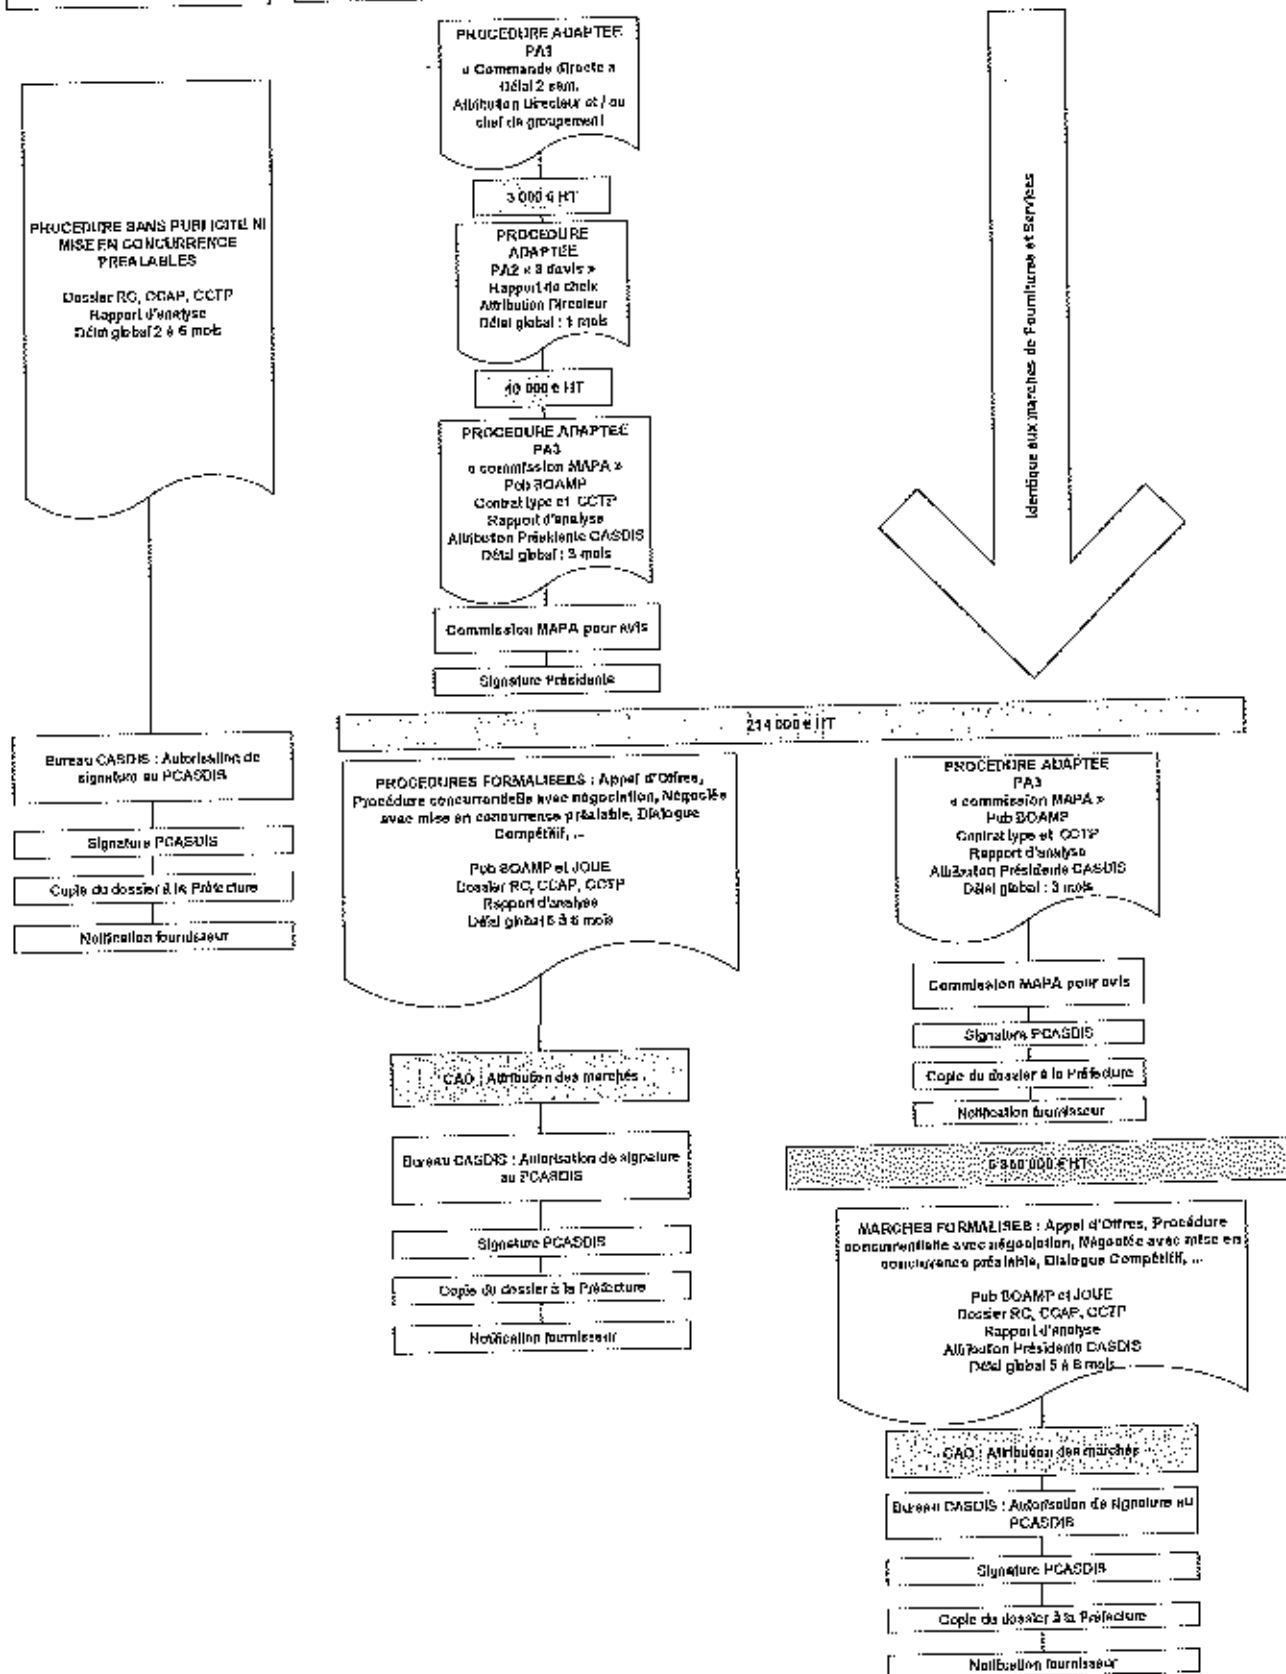 PROCEDURE SANS PUBLICITE NI
MISE EN CONCURRENCE
PREALABLES
Dossier RC, CCAP, CCTP
Rapport d'analyse
Délai global 2 à 6 mois
Bureau CASDIS : Autorisation de
signature au PCASDIS
Signature PCASDIS
Copie du dossier à la Préfecture
Notification fournisseur
PROCEDURE ADAPTEE
PA1
« Commande directe »
Délai 2 sem.
Attribution Directeur et / ou
chef de groupement
3 000 € HT
PROCEDURE
ADAPTEE
PA2 « 3 devis »
Rapport de choix
Attribution Directeur
Délai global : 1 mois
40 000 € HT
PROCEDURE ADAPTEE
PA3
« commission MAPA »
Pub BOAMP
Contrat type et CCTP
Rapport d'analyse
Attribution Présidente CASDIS
Délai global : 3 mois
Commission MAPA pour avis
Signature Présidente
Identique aux marches de Fournitures et Services
214 000 € HT
PROCEDURES FORMALISEES : Appel d'Offres,
Procédure concurrentielle avec négociation, Négociée
avec mise en concurrence préalable, Dialogue
Compétitif, ...
Pub BOAMP et JOUE
Dossier RC, CCAP, CCTP
Rapport d'analyse
Délai global 5 à 6 mois
CAO : Attribution des marchés
Bureau CASDIS : Autorisation de signature
au PCASDIS
Signature PCASDIS
Copie du dossier à la Préfecture
Notification fournisseur
PROCEDURE ADAPTEE
PA3
« commission MAPA »
Pub BOAMP
Contrat type et CCTP
Rapport d'analyse
Attribution Présidente CASDIS
Délai global : 3 mois
Commission MAPA pour avis
Signature PCASDIS
Copie du dossier à la Préfecture
Notification fournisseur
€ HT
MARCHES FORMALISES : Appel d'Offres, Procédure
concurrentielle avec négociation, Négociée avec mise en
concurrence préalable, Dialogue Compétitif, ...
Pub BOAMP et JOUE
Dossier RC, CCAP, CCTP
Rapport d'analyse
Attribution Présidente CASDIS
Délai global 5 à 6 mois
CAO : Attribution des marchés
Bureau CASDIS : Autorisation de signature au
PCASDIS
Signature PCASDIS
Copie du dossier à la Préfecture
Notification fournisseur